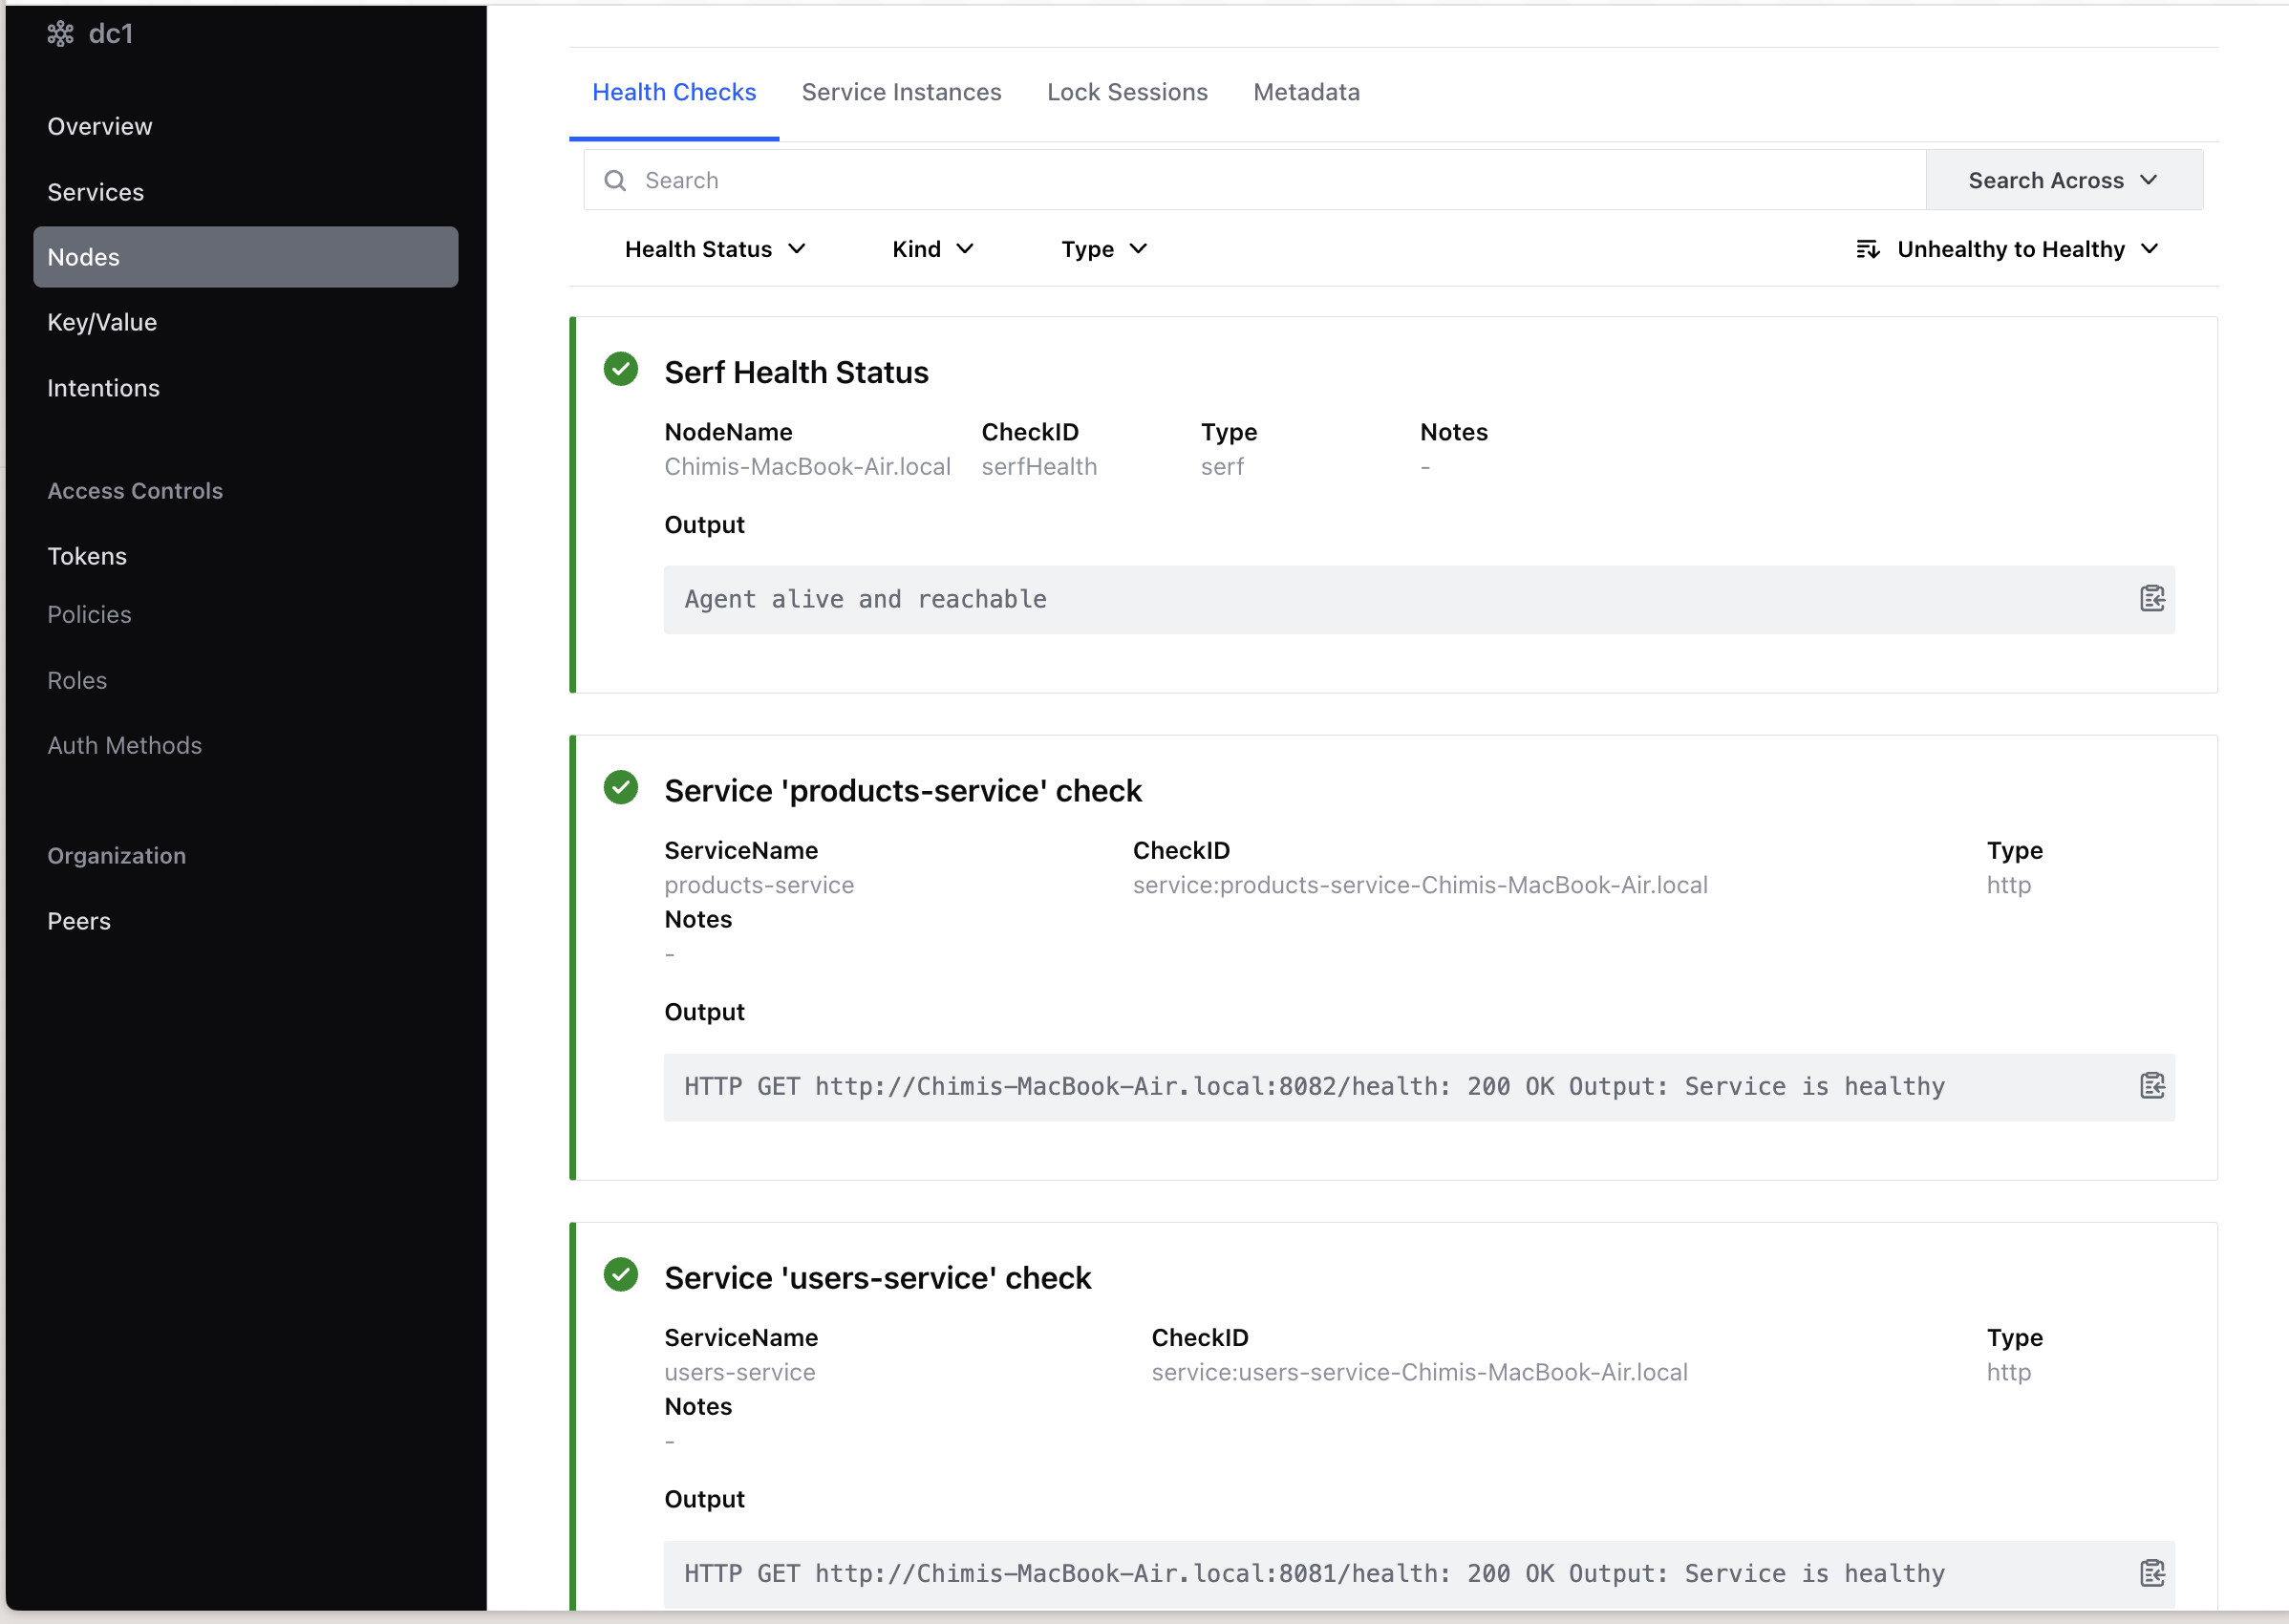 dc1
Overview
Services
Nodes
Key/Value
Intentions
Access Controls
Tokens
Policies
Roles
Auth Methods
Organization
Peers
Health Checks Service Instances Lock Sessions Metadata
Search Search Across
Health Status Kind Type Unhealthy to Healthy
Serf Health Status
NodeName CheckID Type Notes
Chimis-MacBook-Air.local serfHealth serf -
Output
Agent alive and reachable
Service 'products-service' check
ServiceName CheckID Type
products-service service:products-service-Chimis-MacBook-Air.local http
Notes
-
Output
HTTP GET http://Chimis-MacBook-Air.local:8082/health: 200 OK Output: Service is healthy
Service 'users-service' check
ServiceName CheckID Type
users-service service:users-service-Chimis-MacBook-Air.local http
Notes
-
Output
HTTP GET http://Chimis-MacBook-Air.local:8081/health: 200 OK Output: Service is healthy